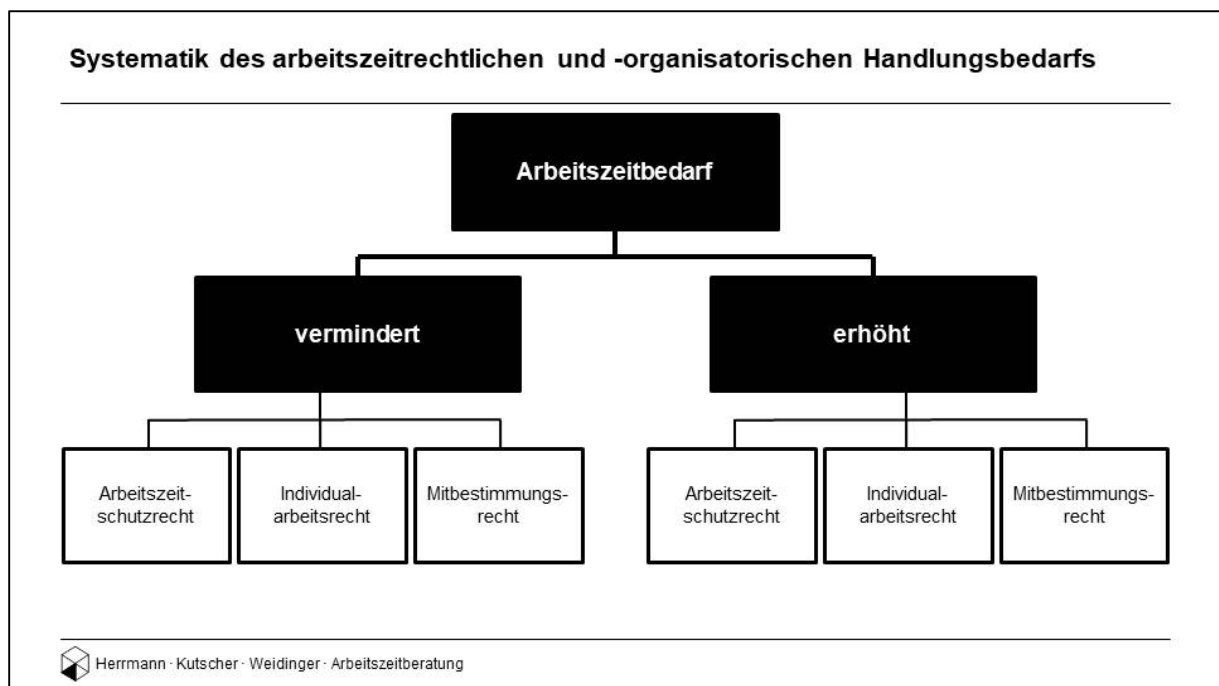 Systematik des arbeitszeitrechtlichen und -organisatorischen Handlungsbedarfs
Arbeitszeitbedarf
vermindert
erhöht
Arbeitszeit-
schutzrecht
Individual-
arbeitsrecht
Mitbestimmungs-
recht
Arbeitszeit-
schutzrecht
Individual-
arbeitsrecht
Mitbestimmungs-
recht
Herrmann · Kutscher · Weidinger · Arbeitszeitberatung